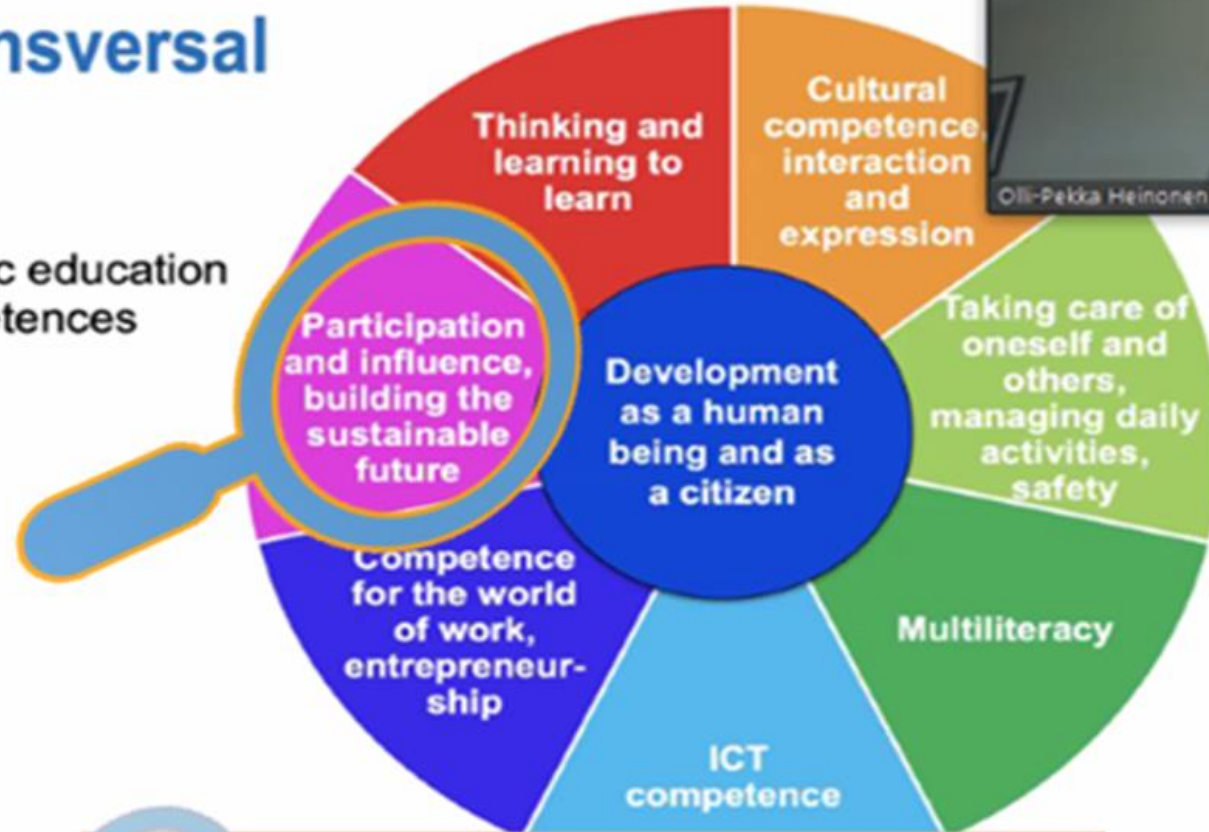 nsversal
c education
tences
Thinking and
learning to
learn
Cultural
competence,
interaction
and
expression
Olli-Pekka Heinonen
Taking care of
oneself and
others,
managing daily
activities,
safety
Multiliteracy
ICT
competence
Competence
for the world
of work,
entrepreneur-
ship
Participation
and influence,
building the
sustainable
future
Development
as a human
being and as
a citizen